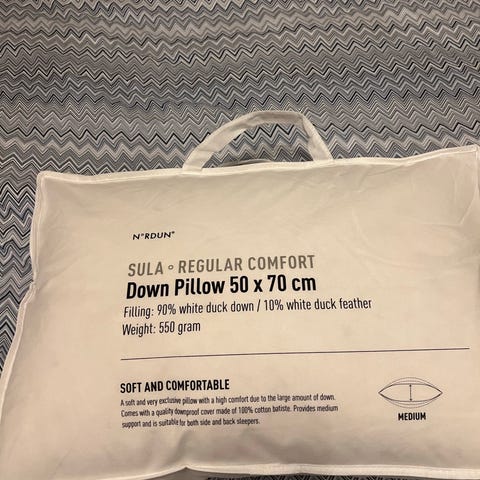 N°RDUN°
SULA ° REGULAR COMFORT
Down Pillow 50 x 70 cm
Filling: 90% white duck down / 10% white duck feather
Weight: 550 gram
SOFT AND COMFORTABLE
A soft and very exclusive pillow with a high comfort due to the large amount of down.
Comes with a quality downproof cover made of 100% cotton batiste. Provides medium
support and is suitable for both side and back sleepers.
MEDIUM